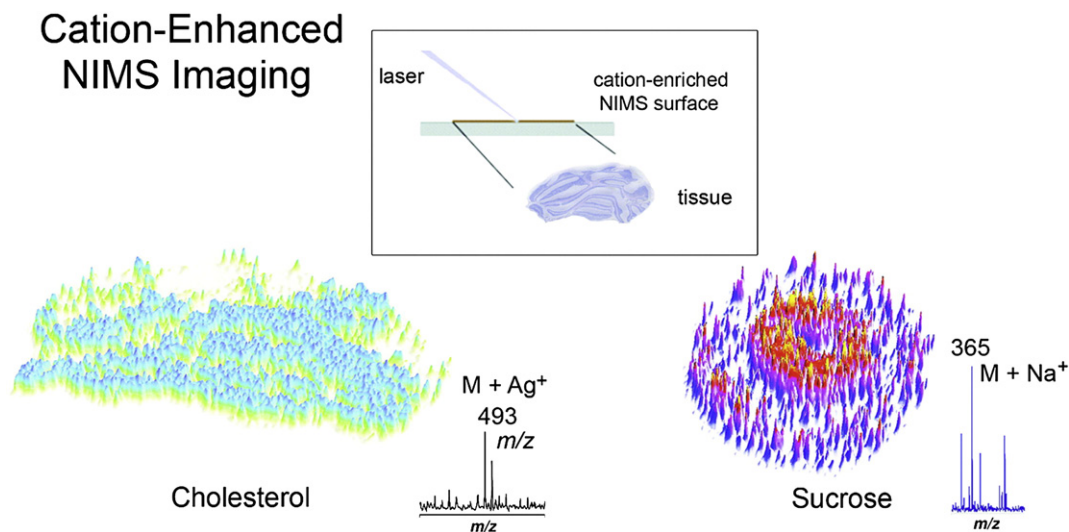 Cation-Enhanced
NIMS Imaging
laser
cation-enriched
NIMS surface
tissue
M + Ag⁺
493
m/z
m/z
Cholesterol
365
M + Na⁺
m/z
Sucrose